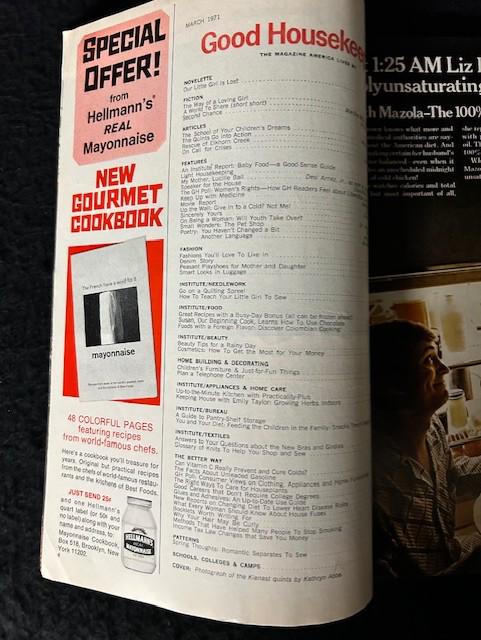 SPECIAL
OFFER!
from
Hellmann's®
REAL
Mayonnaise
NEW
GOURMET
COOKBOOK
The French have a word for it
mayonnaise
48 COLORFUL PAGES
featuring recipes
from world-famous chefs.
Here's a cookbook you'll treasure for
years. Original but practical recipes
from the chefs of world-famous restau-
rants and the kitchens of Best Foods.
JUST SEND 25¢
and one Hellmann's
quart label (or 50¢ and
no label) along with your
name and address, to:
Mayonnaise Cookbook,
Box 518, Brooklyn, New
York 11202.
HELLMANN'S
REAL
MAYONNAISE
MARCH 1971
Good Housekee
THE MAGAZINE AMERICA LIVES BY
NOVELETTE
Our Little Girl Is Lost
FICTION
The Way of a Loving Girl
A World To Share (short short)
Second Chance
ARTICLES
The School of Your Children's Dreams
The Quints Go Into Action
Rescue of Elkhorn Creek
On Call for Crises
FEATURES
An Institute Report: Baby Food—a Good Sense Guide
Light Housekeeping
My Mother, Lucille Ball Desi Arnaz, Jr.
Speaker for the House
The GH Poll: Women's Rights—How GH Readers Feel About
Keep Up with Medicine
Movie Report
Up the Wall: Give In to a Cold? Not Me!
Sincerely Yours
On Being a Woman: Will Youth Take Over?
Small Wonders: The Pet Shop
Poetry: You Haven't Changed a Bit
Another Language
FASHION
Fashions You'll Love To Live In
Denim Story
Peasant Playshoes for Mother and Daughter
Smart Looks in Luggage
INSTITUTE/NEEDLEWORK
Go on a Quilting Spree!
How To Teach Your Little Girl To Sew
INSTITUTE/FOOD
Great Recipes with a Busy-Day Bonus (all can be frozen ahead)
Susan, Our Beginning Cook, Learns How To Use Chocolate
Foods with a Foreign Flavor: Discover Colombian Cooking
INSTITUTE/BEAUTY
Beauty Tips for a Rainy Day
Cosmetics: How To Get the Most for Your Money
HOME BUILDING & DECORATING
Children's Furniture & Just-for-Fun Things
Plan a Telephone Center
INSTITUTE/APPLIANCES & HOME CARE
Up-to-the-Minute Kitchen with Practicality-Plus
Keeping House with Emily Taylor: Growing Herbs Indoors
INSTITUTE/BUREAU
A Guide to Pantry-Shelf Storage
You and Your Diet: Feeding the Children in the Family: Snacks
INSTITUTE/TEXTILES
Answers to Your Questions about the New Bras and Girdles
Glossary of Knits To Help You Shop and Sew
THE BETTER WAY
Can Vitamin C Really Prevent and Cure Colds?
The Facts About Unleaded Gasoline
GH Poll: Consumer Views on Clothing, Appliances and Home
The Right Ways To Care for Houseplants
Good Careers that Don't Require College Degrees
Glues and Adhesives: An Up-to-Date Use Guide
New Reports on Changing Diet to Lower Heart Disease Risks
What Every Woman Should Know About House Fuses
Booklets Worth Writing For
Why Your Hair May Be Curly
Methods That Have Helped Many People To Stop Smoking
Income Tax Law Changes that Save You Money
PATTERNS
Spring Thoughts: Romantic Separates To Sew
SCHOOLS, COLLEGES & CAMPS
COVER: Photograph of the Kienast quints by Kathryn Abbe
1:25 AM Liz
lyunsaturating
h Mazola-The 100%